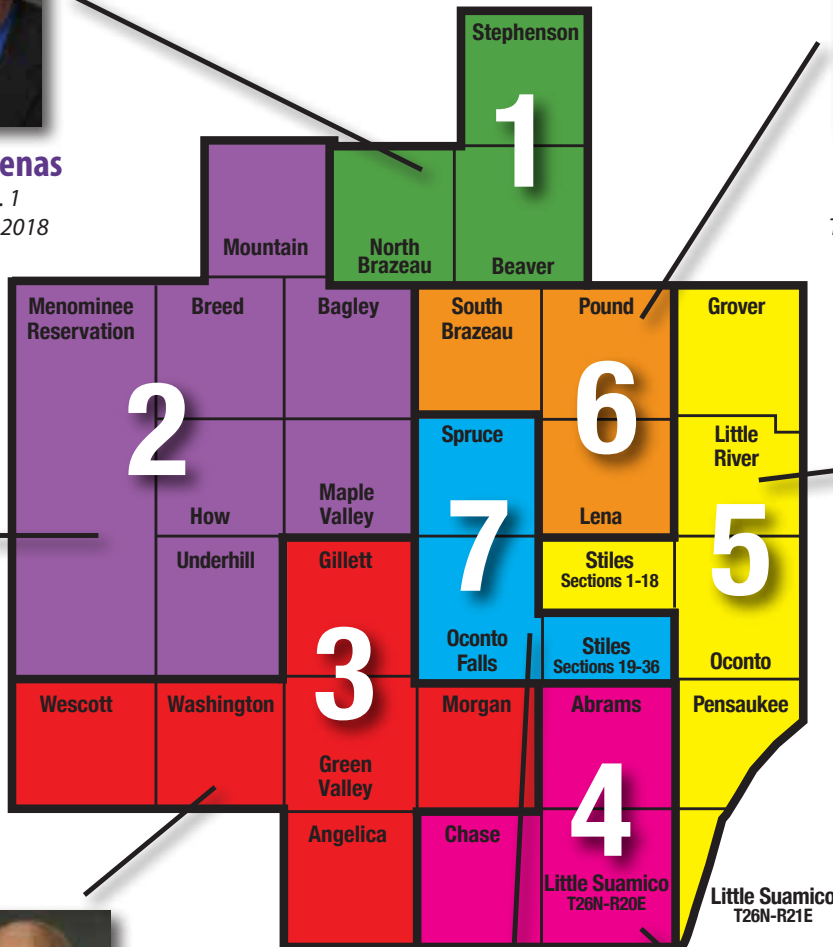 Stephenson
1
enas
. 1
2018
Mountain
North
Brazeau
Beaver
Menominee
Reservation
Breed
Bagley
South
Brazeau
Pound
Grover
2
6
Spruce
Little
River
How
Maple
Valley
7
Lena
5
Underhill
Gillett
Stiles
Sections 1-18
3
Oconto
Falls
Stiles
Sections 19-36
Oconto
Wescott
Washington
Morgan
Abrams
Pensaukee
Green
Valley
4
Angelica
Chase
Little Suamico
T26N-R20E
Little Suamico
T26N-R21E